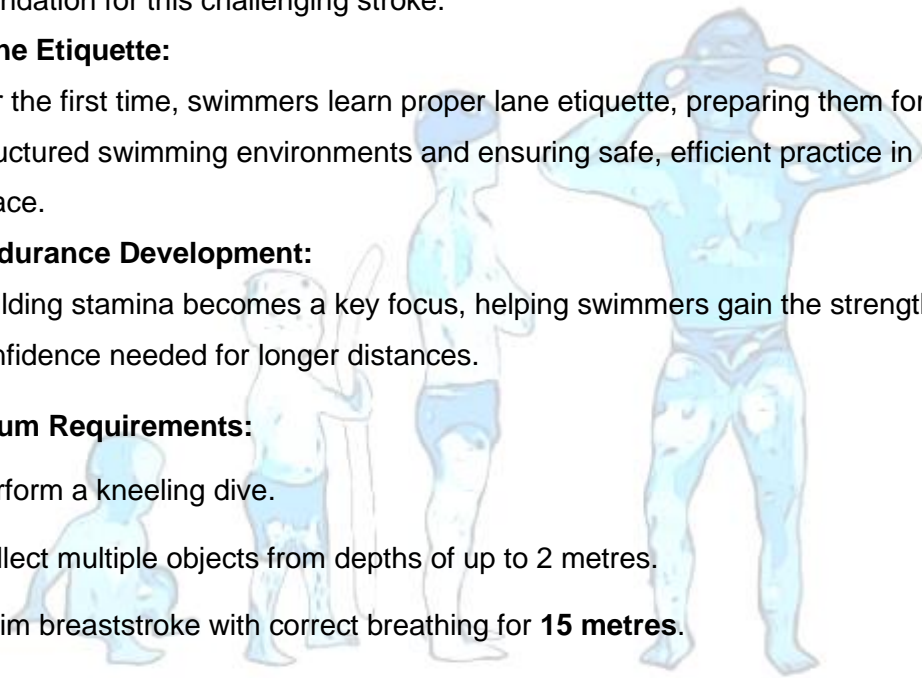 ndation for this challenging stroke.
ne Etiquette:
r the first time, swimmers learn proper lane etiquette, preparing them for
uctured swimming environments and ensuring safe, efficient practice in
ace.
durance Development:
ilding stamina becomes a key focus, helping swimmers gain the strengt
nfidence needed for longer distances.
um Requirements:
rform a kneeling dive.
llect multiple objects from depths of up to 2 metres.
im breaststroke with correct breathing for 15 metres.